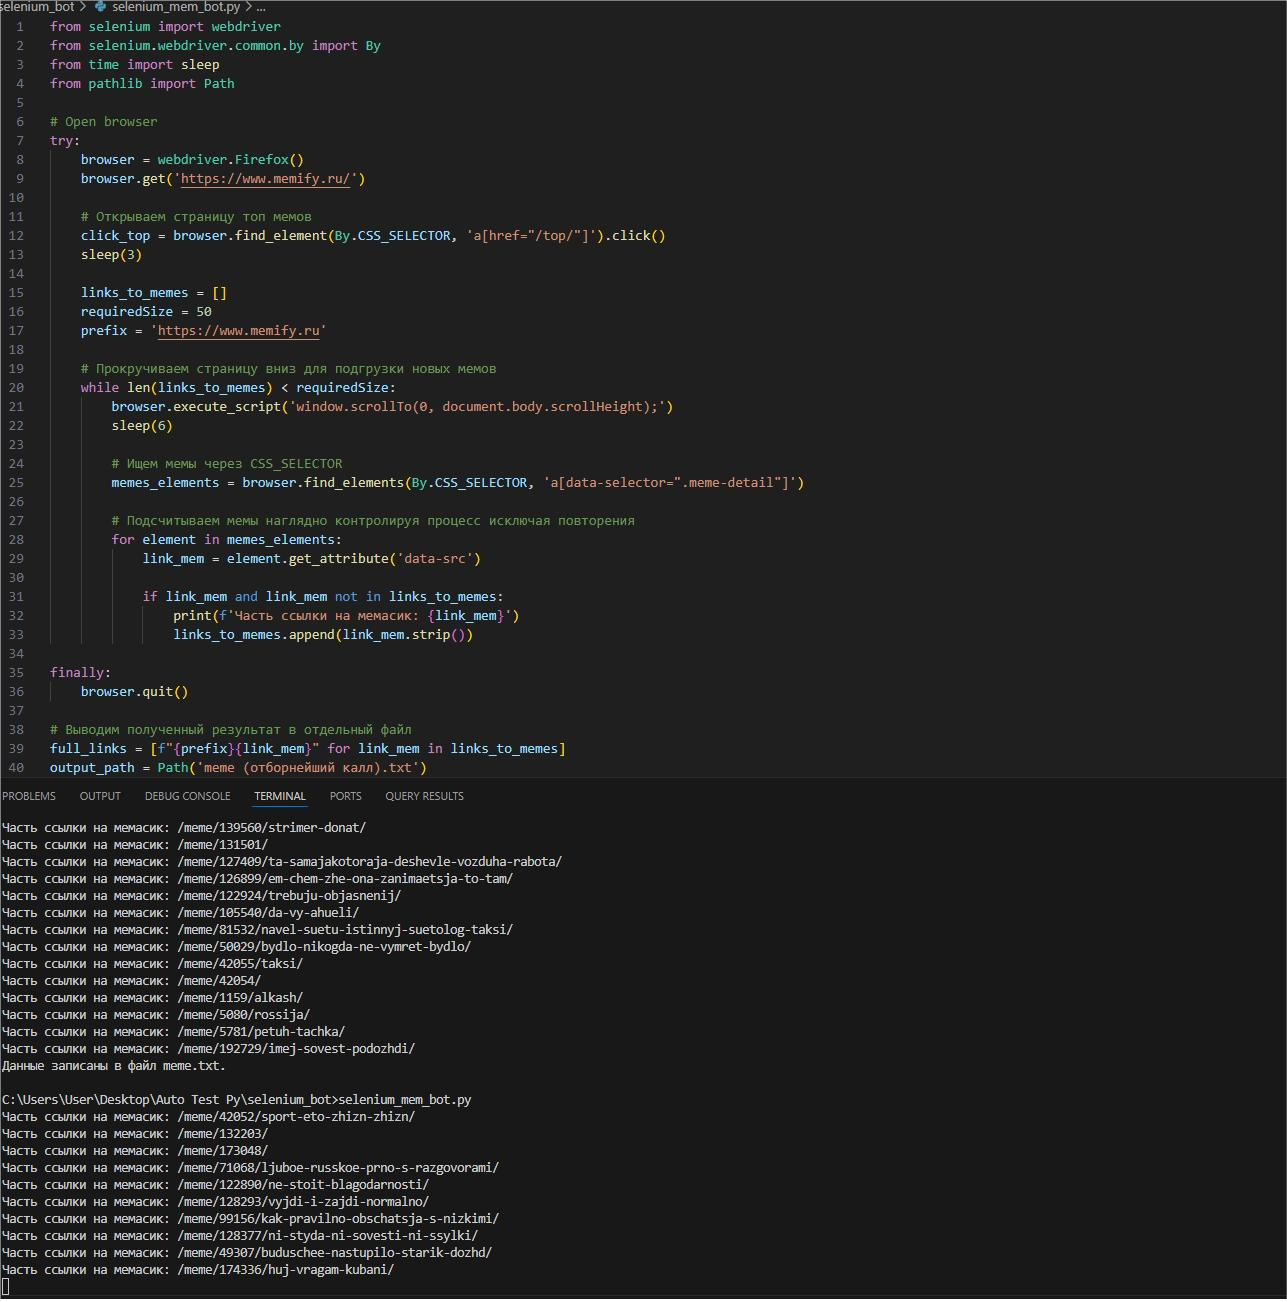 selenium_bot > selenium_mem_bot.py > ...
1 from selenium import webdriver
2 from selenium.webdriver.common.by import By
3 from time import sleep
4 from pathlib import Path
5
6 # Open browser
7 try:
8     browser = webdriver.Firefox()
9     browser.get('https://www.memify.ru/')
10
11     # Открываем страницу топ мемов
12     click_top = browser.find_element(By.CSS_SELECTOR, 'a[href="/top/"]').click()
13     sleep(3)
14
15     links_to_memes = []
16     requiredSize = 50
17     prefix = 'https://www.memify.ru'
18
19     # Прокручиваем страницу вниз для подгрузки новых мемов
20     while len(links_to_memes) < requiredSize:
21         browser.execute_script('window.scrollTo(0, document.body.scrollHeight);')
22         sleep(6)
23
24         # Ищем мемы через CSS_SELECTOR
25         memes_elements = browser.find_elements(By.CSS_SELECTOR, 'a[data-selector=".meme-detail"]')
26
27         # Подсчитываем мемы наглядно контролируя процесс исключая повторения
28         for element in memes_elements:
29             link_mem = element.get_attribute('data-src')
30
31             if link_mem and link_mem not in links_to_memes:
32                 print(f'Часть ссылки на мемасик: {link_mem}')
33                 links_to_memes.append(link_mem.strip())
34
35 finally:
36     browser.quit()
37
38 # Выводим полученный результат в отдельный файл
39 full_links = [f"{prefix}{link_mem}" for link_mem in links_to_memes]
40 output_path = Path('meme (отборнейший калл).txt')
PROBLEMS OUTPUT DEBUG CONSOLE TERMINAL PORTS QUERY RESULTS
Часть ссылки на мемасик: /meme/139560/strimer-donat/
Часть ссылки на мемасик: /meme/131501/
Часть ссылки на мемасик: /meme/127409/ta-samajakotoraja-deshevle-vozduha-rabota/
Часть ссылки на мемасик: /meme/126899/em-chem-zhe-ona-zanimaetsja-to-tam/
Часть ссылки на мемасик: /meme/122924/trebuju-objasnenij/
Часть ссылки на мемасик: /meme/105540/da-vy-ahueli/
Часть ссылки на мемасик: /meme/81532/navel-suetu-istinnyj-suetolog-taksi/
Часть ссылки на мемасик: /meme/50029/bydlo-nikogda-ne-vymret-bydlo/
Часть ссылки на мемасик: /meme/42055/taksi/
Часть ссылки на мемасик: /meme/42054/
Часть ссылки на мемасик: /meme/1159/alkash/
Часть ссылки на мемасик: /meme/5080/rossija/
Часть ссылки на мемасик: /meme/5781/petuh-tachka/
Часть ссылки на мемасик: /meme/192729/imej-sovest-podozhdi/
Данные записаны в файл meme.txt.
C:\Users\User\Desktop\Auto Test Py\selenium_bot>selenium_mem_bot.py
Часть ссылки на мемасик: /meme/42052/sport-eto-zhizn-zhizn/
Часть ссылки на мемасик: /meme/132203/
Часть ссылки на мемасик: /meme/173048/
Часть ссылки на мемасик: /meme/71068/ljuboe-russkoe-prno-s-razgovorami/
Часть ссылки на мемасик: /meme/122890/ne-stoit-blagodarnosti/
Часть ссылки на мемасик: /meme/128293/vyjdi-i-zajdi-normalno/
Часть ссылки на мемасик: /meme/99156/kak-pravilno-obschatsja-s-nizkimi/
Часть ссылки на мемасик: /meme/128377/ni-styda-ni-sovesti-ni-ssylki/
Часть ссылки на мемасик: /meme/49307/buduschee-nastupilo-starik-dozhd/
Часть ссылки на мемасик: /meme/174336/huj-vragam-kubani/